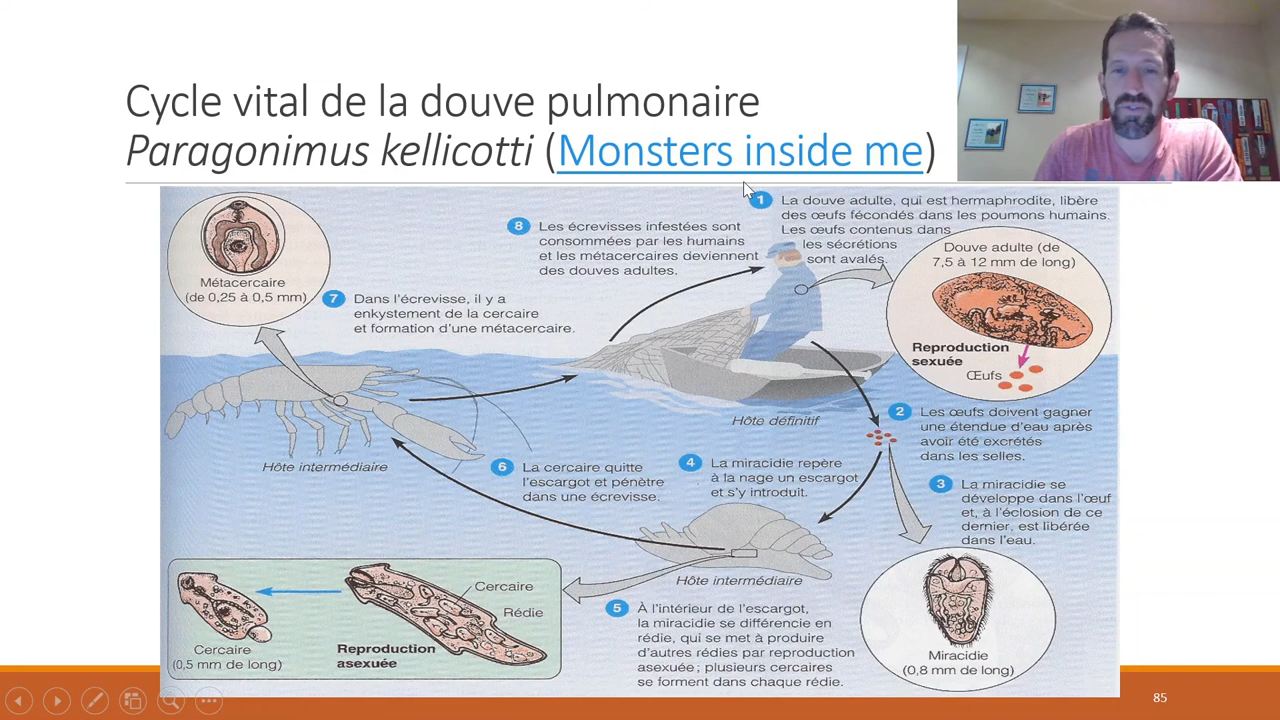 Cycle vital de la douve pulmonaire
Paragonimus kellicotti (Monsters inside me)
1 La douve adulte, qui est hermaphrodite, libère
des œufs fécondés dans les poumons humains.
Les œufs contenus dans
les sécrétions
sont avalés.
Douve adulte (de
7,5 à 12 mm de long)
Reproduction
sexuée
Œufs
8 Les écrevisses infestées sont
consommées par les humains
et les métacercaires deviennent
des douves adultes.
Métacercaire
(de 0,25 à 0,5 mm)
7 Dans l'écrevisse, il y a
enkystement de la cercaire
et formation d'une métacercaire.
Hôte définitif
2 Les œufs doivent gagner
une étendue d'eau après
avoir été excrétés
dans les selles.
Hôte intermédiaire
6 La cercaire quitte
l'escargot et pénètre
dans une écrevisse.
4 La miracidie repère
à la nage un escargot
et s'y introduit.
3 La miracidie se
développe dans l'œuf
et, à l'éclosion de ce
dernier, est libérée
dans l'eau.
Hôte intermédiaire
Cercaire
Rédie
Cercaire
(0,5 mm de long)
Reproduction
asexuée
5 À l'intérieur de l'escargot,
la miracidie se différencie en
rédie, qui se met à produire
d'autres rédies par reproduction
asexuée ; plusieurs cercaires
se forment dans chaque rédie.
Miracidie
(0,8 mm de long)
85